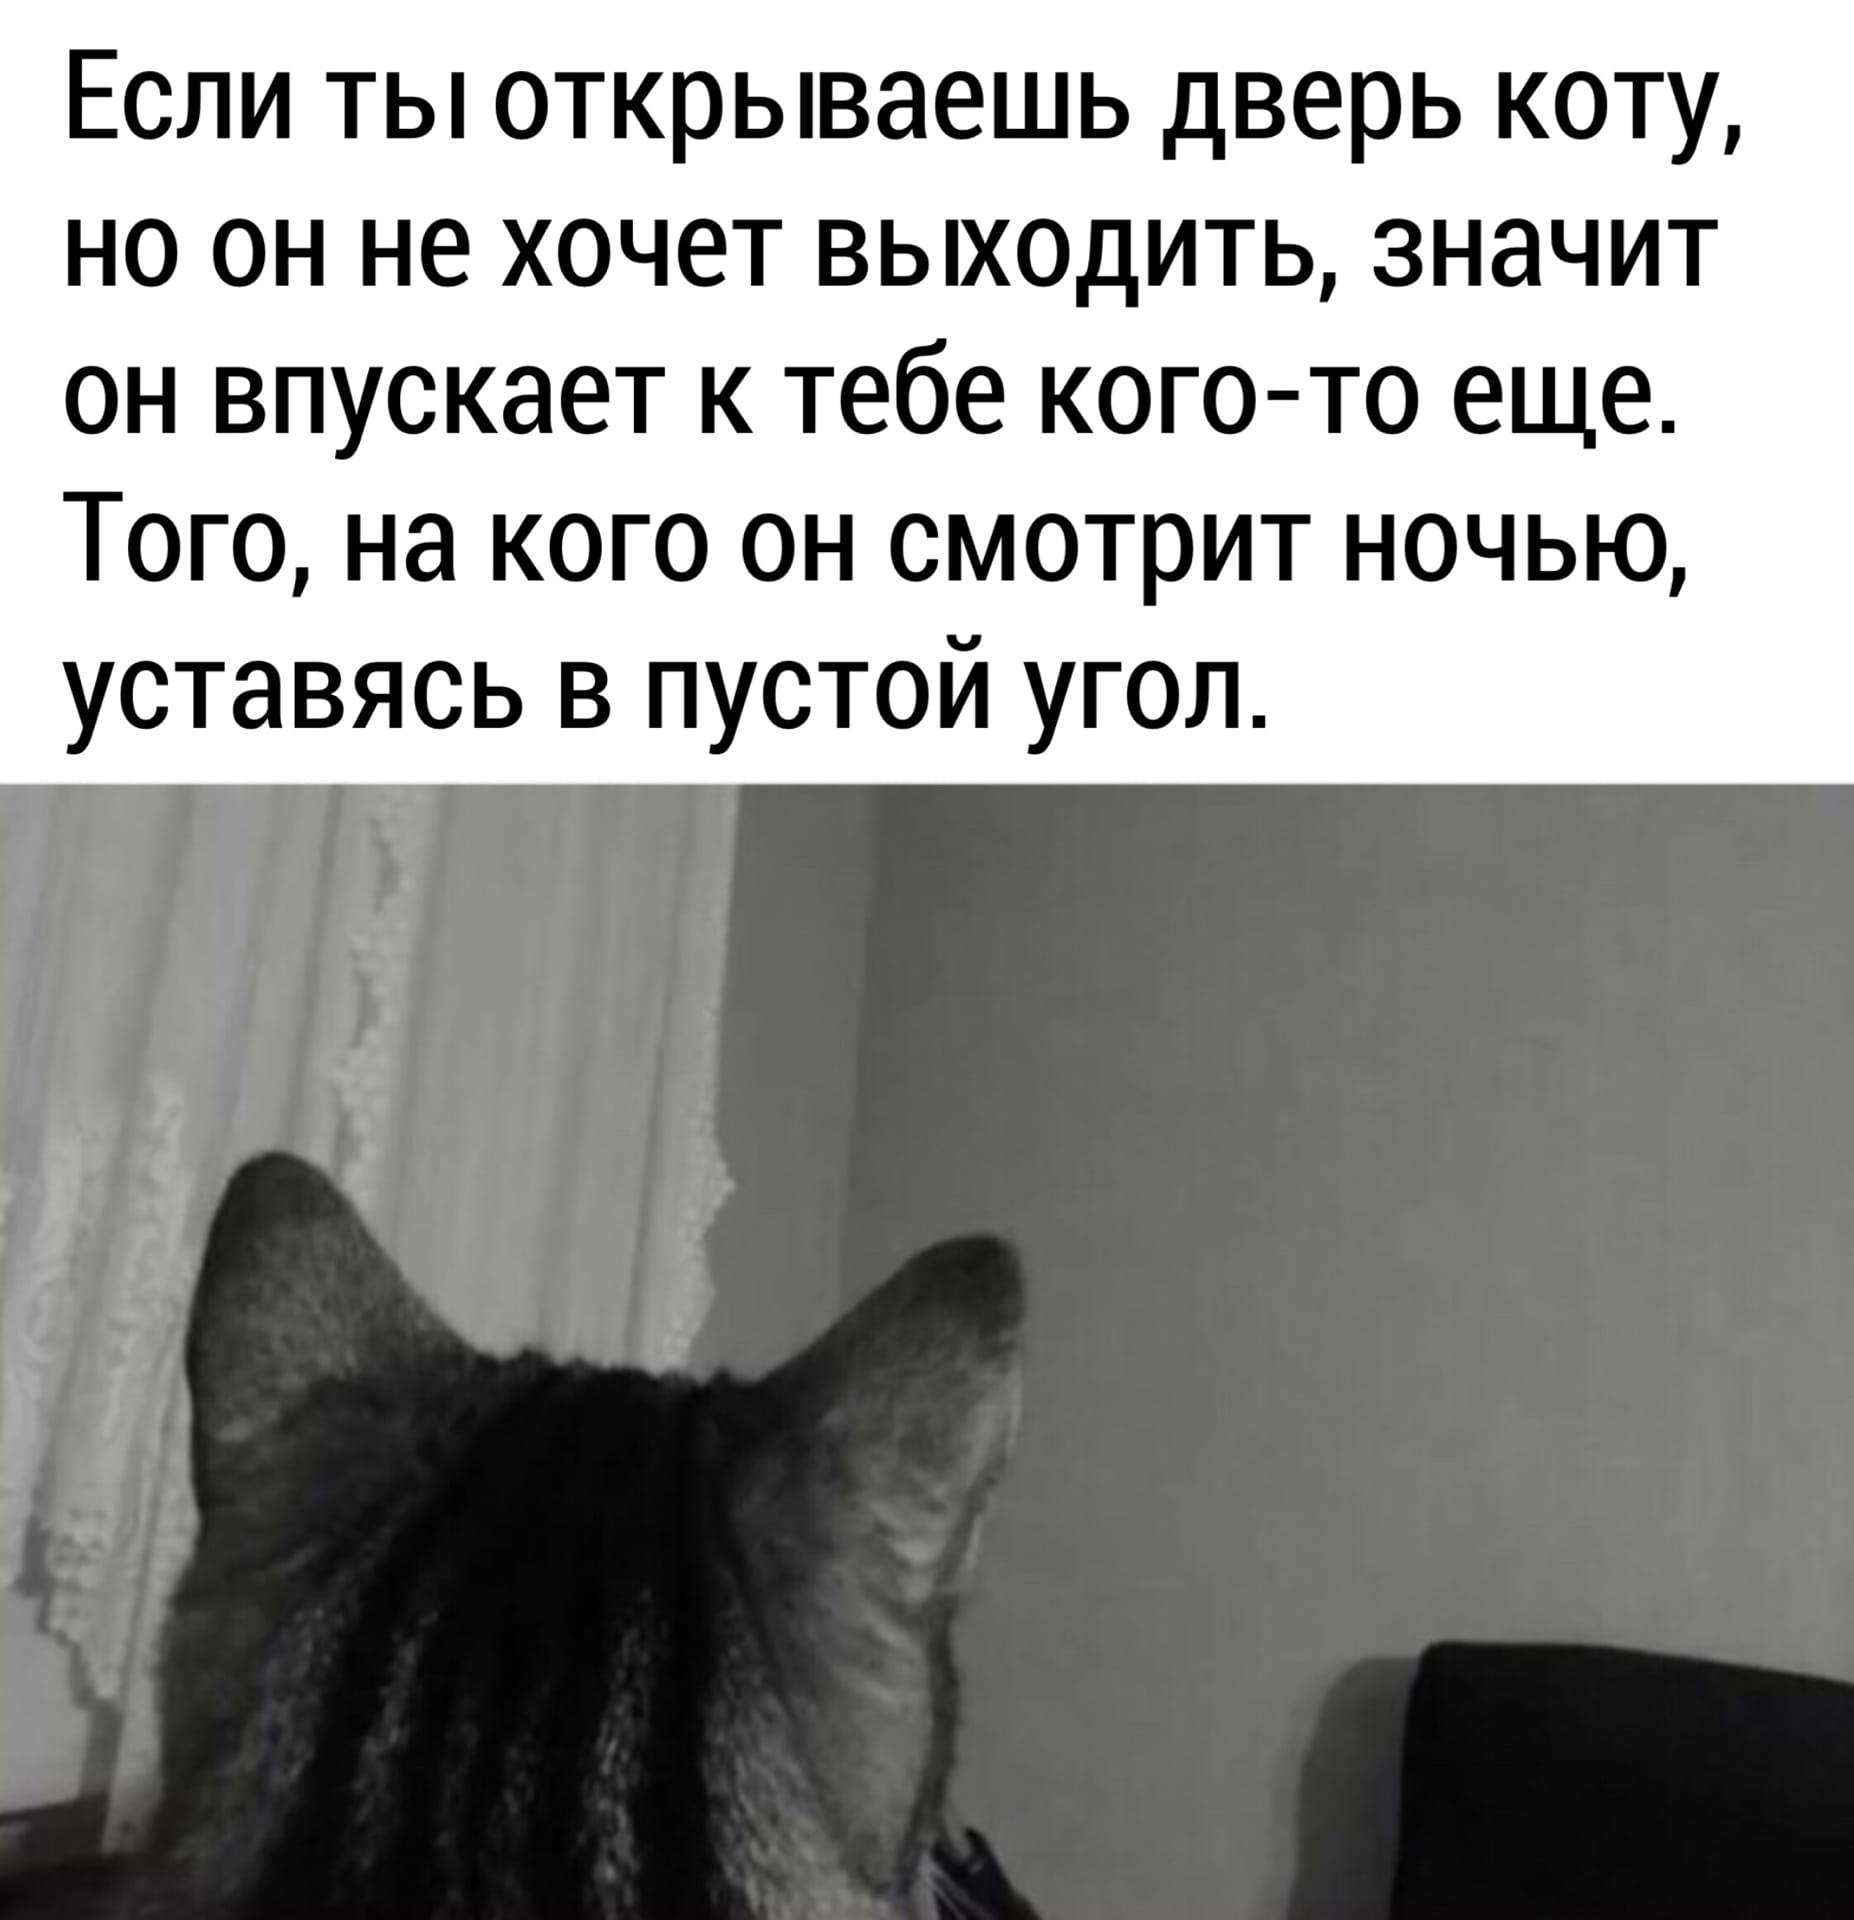 Если ты открываешь дверь коту,
но он не хочет выходить, значит
он впускает к тебе кого-то еще.
Того, на кого он смотрит ночью,
уставясь в пустой угол.